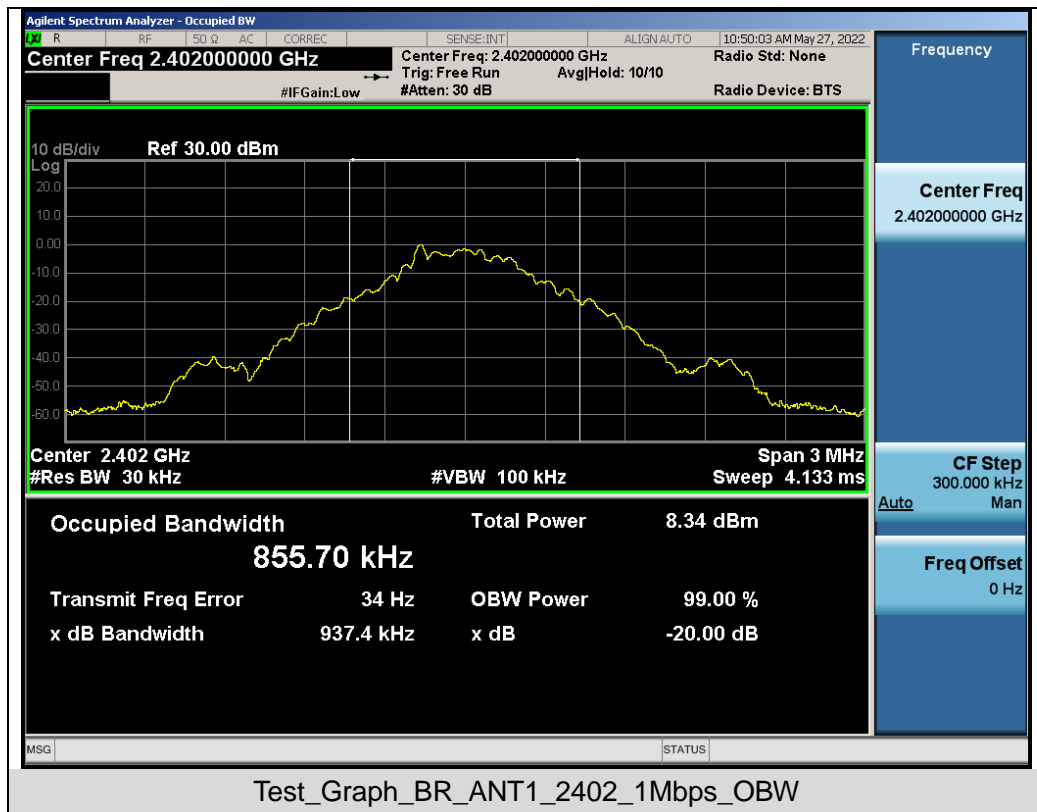 Agilent Spectrum Analyzer - Occupied BW
LXI R RF 50 Ω AC CORREC SENSE:INT ALIGN AUTO 10:50:03 AM May 27, 2022
Center Freq 2.402000000 GHz
Center Freq: 2.402000000 GHz
Radio Std: None
Trig: Free Run Avg|Hold: 10/10
#IFGain:Low
#Atten: 30 dB
Radio Device: BTS
10 dB/div Ref 30.00 dBm
Log
20.0
10.0
0.00
-10.0
-20.0
-30.0
-40.0
-50.0
-60.0
Center 2.402 GHz Span 3 MHz
#Res BW 30 kHz #VBW 100 kHz Sweep 4.133 ms
Occupied Bandwidth Total Power 8.34 dBm
855.70 kHz
Transmit Freq Error 34 Hz OBW Power 99.00 %
x dB Bandwidth 937.4 kHz x dB -20.00 dB
MSG STATUS
Frequency
Center Freq
2.402000000 GHz
CF Step
300.000 kHz
Auto Man
Freq Offset
0 Hz
Test_Graph_BR_ANT1_2402_1Mbps_OBW